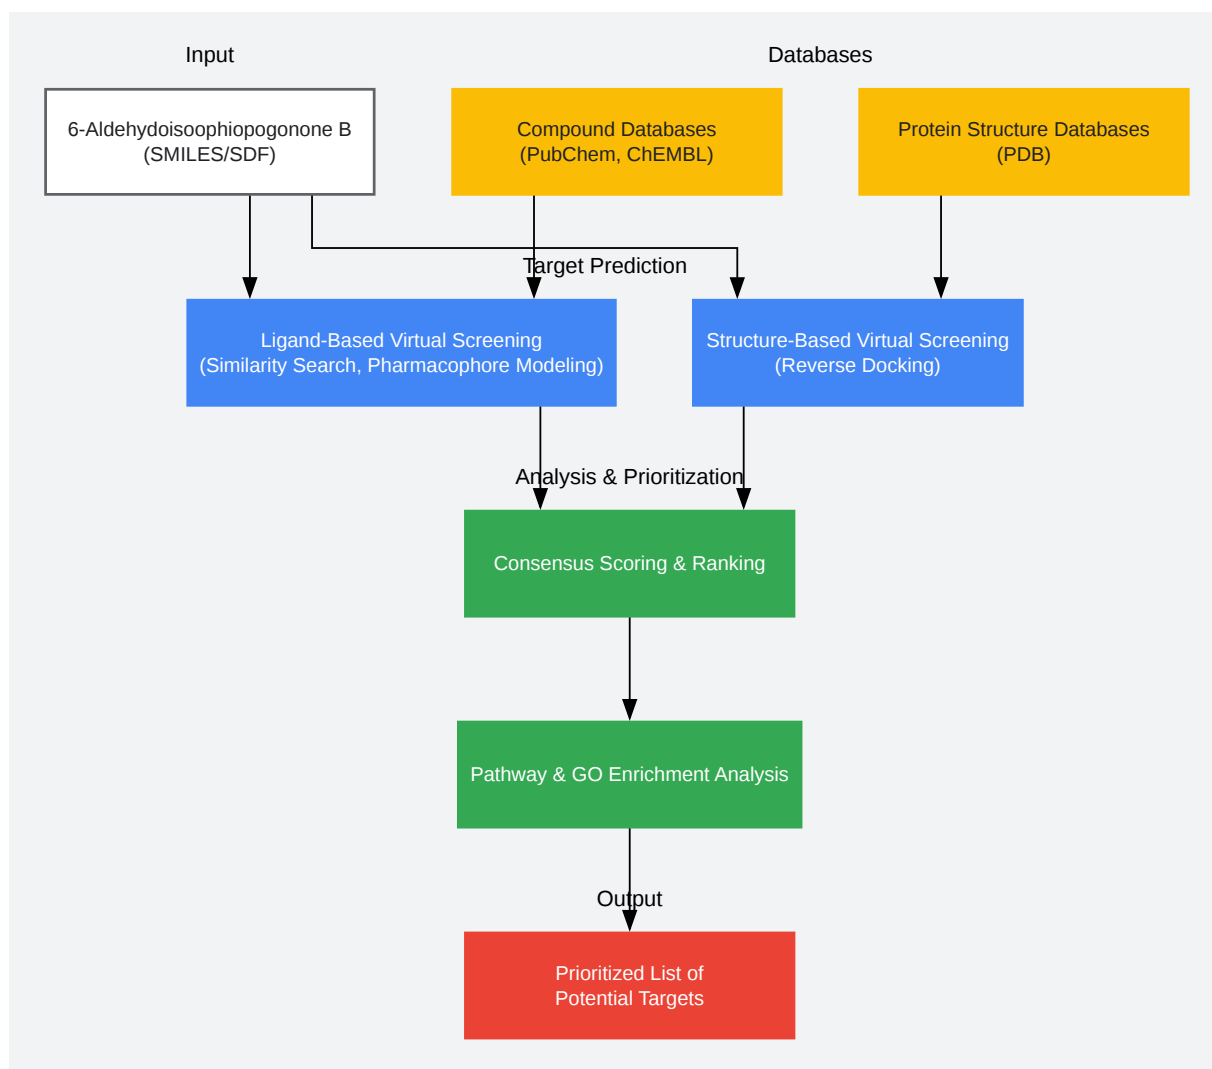 Input
Databases
6-Aldehydoisoophiopogonone B
(SMILES/SDF)
Compound Databases
(PubChem, ChEMBL)
Protein Structure Databases
(PDB)
Target Prediction
Ligand-Based Virtual Screening
(Similarity Search, Pharmacophore Modeling)
Structure-Based Virtual Screening
(Reverse Docking)
Analysis & Prioritization
Consensus Scoring & Ranking
Pathway & GO Enrichment Analysis
Output
Prioritized List of
Potential Targets